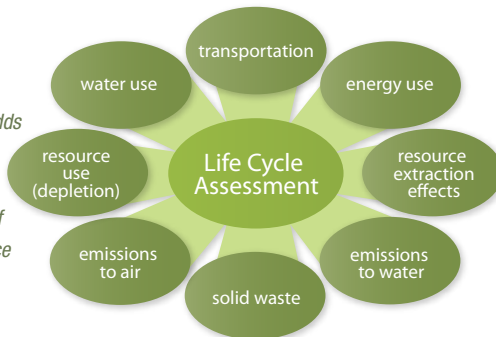 transportation
water use
energy use
resource
use
(depletion)
Life Cycle
Assessment
resource
extraction
effects
emissions
to air
emissions
to water
solid waste